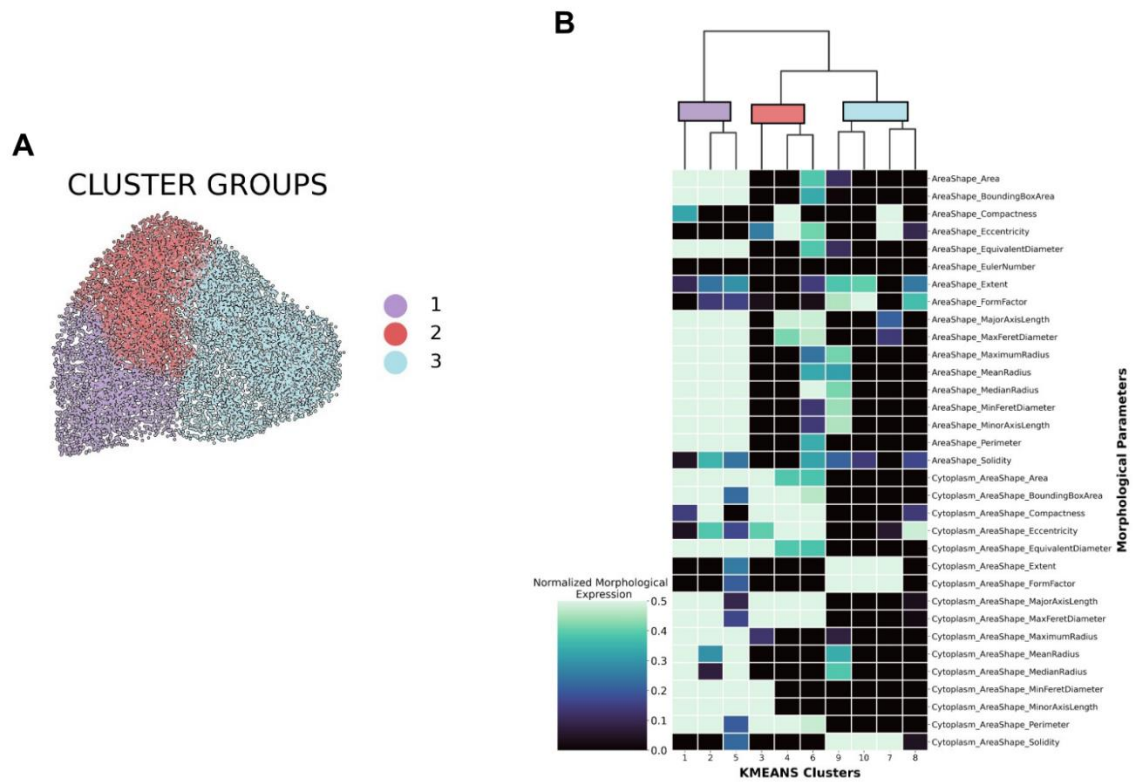 A
CLUSTER GROUPS
1
2
3
B
AreaShape_Area
AreaShape_BoundingBoxArea
AreaShape_Compactness
AreaShape_Eccentricity
AreaShape_EquivalentDiameter
AreaShape_EulerNumber
AreaShape_Extent
AreaShape_FormFactor
AreaShape_MajorAxisLength
AreaShape_MaxFeretDiameter
AreaShape_MaximumRadius
AreaShape_MeanRadius
AreaShape_MedianRadius
AreaShape_MinFeretDiameter
AreaShape_MinorAxisLength
AreaShape_Perimeter
AreaShape_Solidity
Cytoplasm_AreaShape_Area
Cytoplasm_AreaShape_BoundingBoxArea
Cytoplasm_AreaShape_Compactness
Cytoplasm_AreaShape_Eccentricity
Cytoplasm_AreaShape_EquivalentDiameter
Cytoplasm_AreaShape_Extent
Cytoplasm_AreaShape_FormFactor
Cytoplasm_AreaShape_MajorAxisLength
Cytoplasm_AreaShape_MaxFeretDiameter
Cytoplasm_AreaShape_MaximumRadius
Cytoplasm_AreaShape_MeanRadius
Cytoplasm_AreaShape_MedianRadius
Cytoplasm_AreaShape_MinFeretDiameter
Cytoplasm_AreaShape_MinorAxisLength
Cytoplasm_AreaShape_Perimeter
Cytoplasm_AreaShape_Solidity
Morphological Parameters
Normalized Morphological
Expression
0.5
0.4
0.3
0.2
0.1
0.0
1 2 5 3 4 6 9 10 7 8
KMEANS Clusters